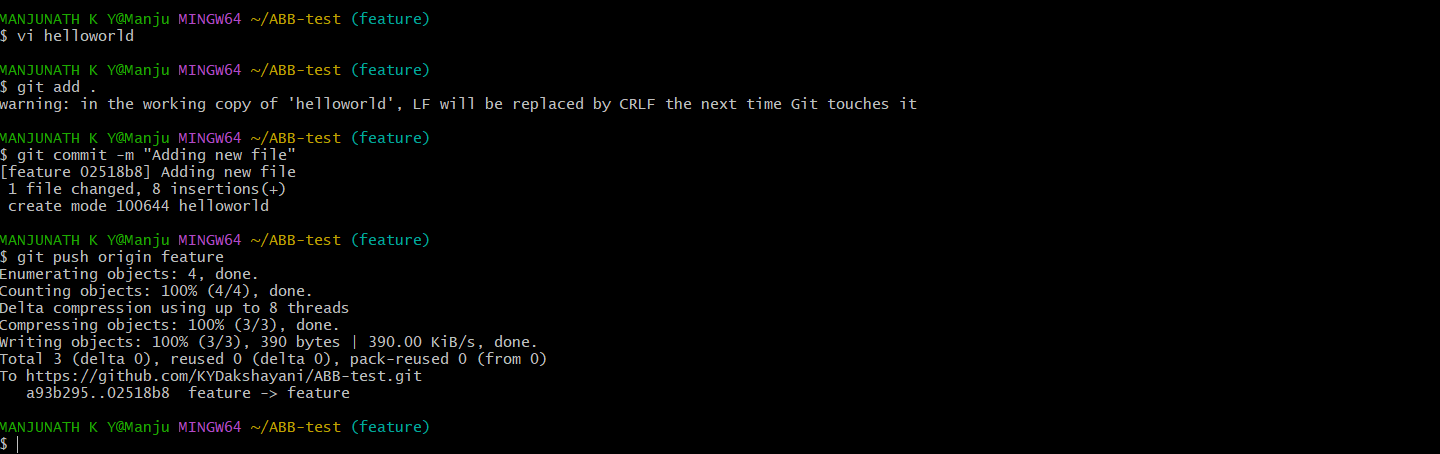 MANJUNATH K Y@Manju MINGW64 ~/ABB-test (feature)
$ vi helloworld
MANJUNATH K Y@Manju MINGW64 ~/ABB-test (feature)
$ git add .
warning: in the working copy of 'helloworld', LF will be replaced by CRLF the next time Git touches it
MANJUNATH K Y@Manju MINGW64 ~/ABB-test (feature)
$ git commit -m "Adding new file"
[feature 02518b8] Adding new file
 1 file changed, 8 insertions(+)
 create mode 100644 helloworld
MANJUNATH K Y@Manju MINGW64 ~/ABB-test (feature)
$ git push origin feature
Enumerating objects: 4, done.
Counting objects: 100% (4/4), done.
Delta compression using up to 8 threads
Compressing objects: 100% (3/3), done.
Writing objects: 100% (3/3), 390 bytes | 390.00 KiB/s, done.
Total 3 (delta 0), reused 0 (delta 0), pack-reused 0 (from 0)
To https://github.com/KYDakshayani/ABB-test.git
   a93b295..02518b8  feature -> feature
MANJUNATH K Y@Manju MINGW64 ~/ABB-test (feature)
$